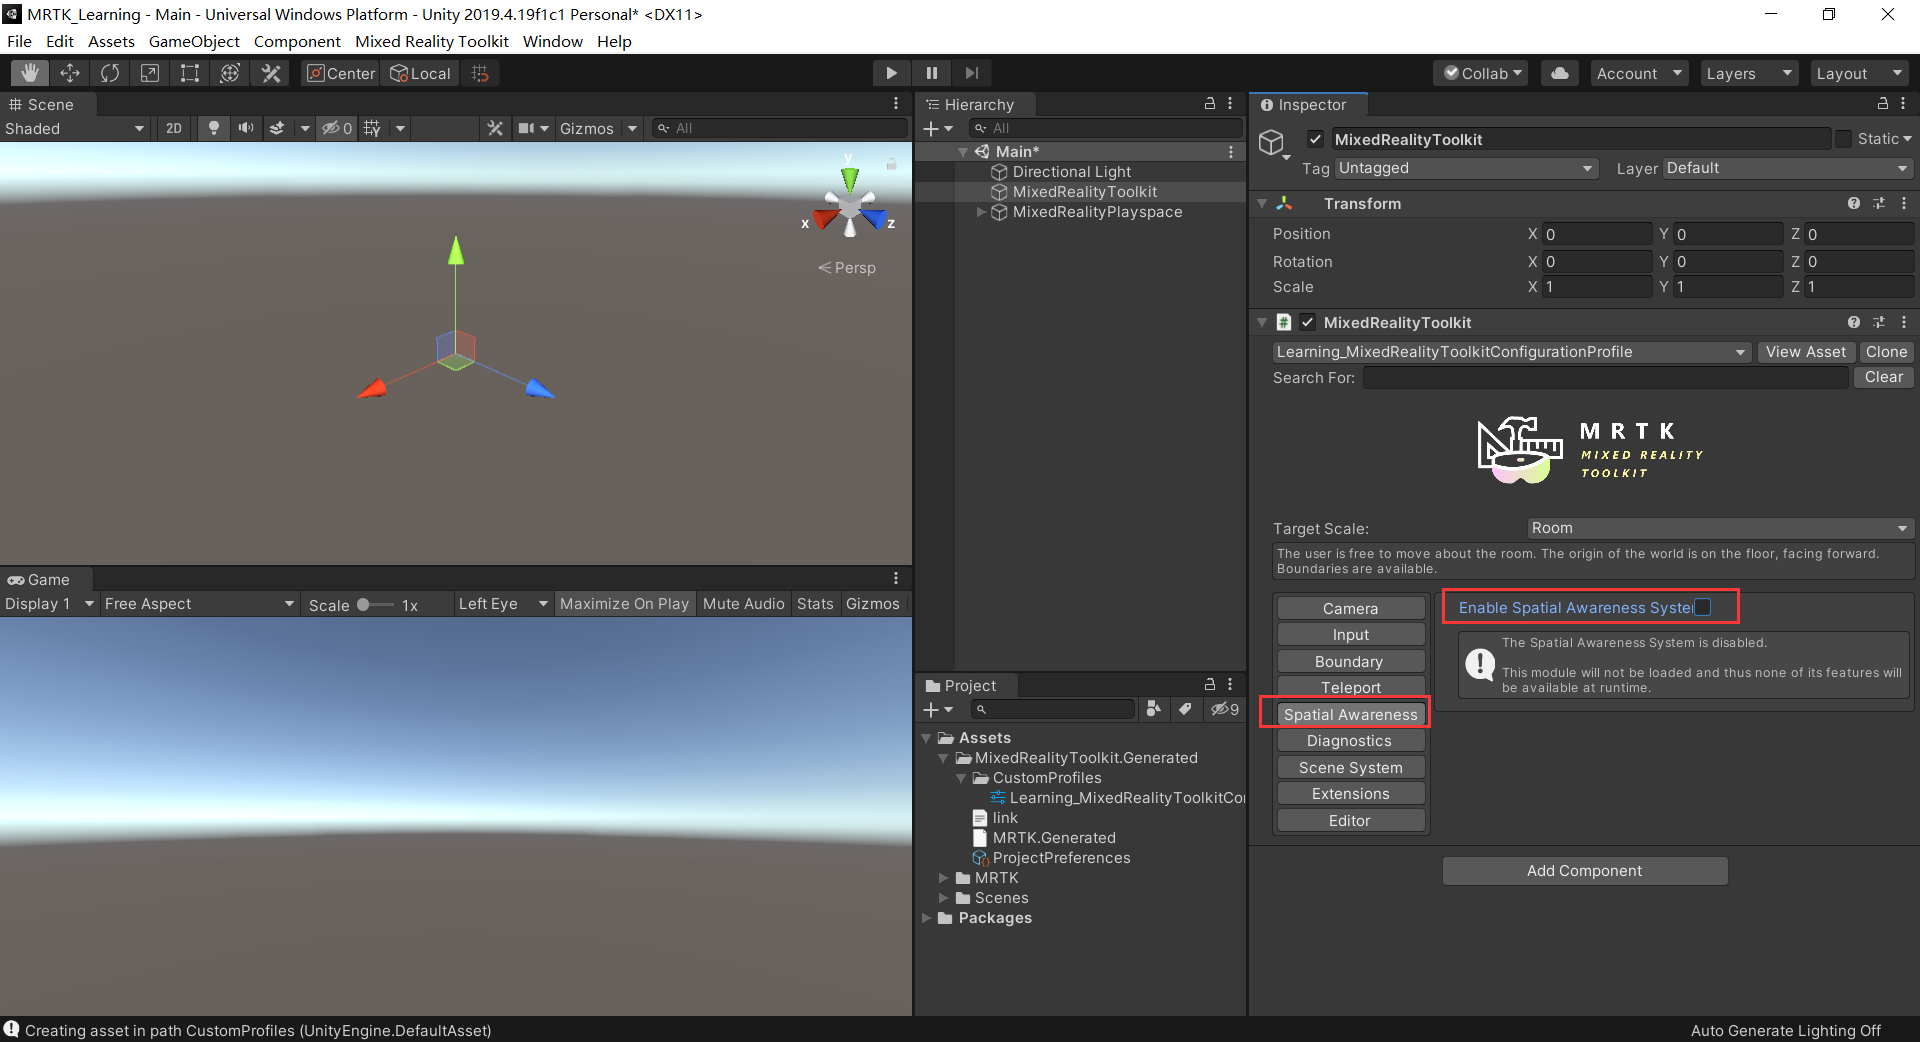 MRTK_Learning - Main - Universal Windows Platform - Unity 2019.4.19f1c1 Personal* <DX11>
File Edit Assets GameObject Component Mixed Reality Toolkit Window Help
Center Local Collab Account Layers Layout
Scene
Shaded 2D 0 Gizmos All
y
x z
Persp
Game
Display 1 Free Aspect Scale 1x Left Eye Maximize On Play Mute Audio Stats Gizmos
Hierarchy
All
Main*
Directional Light
MixedRealityToolkit
MixedRealityPlayspace
Project
9
Assets
MixedRealityToolkit.Generated
CustomProfiles
Learning_MixedRealityToolkitCo
link
MRTK.Generated
ProjectPreferences
MRTK
Scenes
Packages
Inspector
MixedRealityToolkit Static
Tag Untagged Layer Default
Transform
Position X 0 Y 0 Z 0
Rotation X 0 Y 0 Z 0
Scale X 1 Y 1 Z 1
MixedRealityToolkit
Learning_MixedRealityToolkitConfigurationProfile View Asset Clone
Search For: Clear
MRTK
MIXED REALITY
TOOLKIT
Target Scale: Room
The user is free to move about the room. The origin of the world is on the floor, facing forward.
Boundaries are available.
Camera
Input
Boundary
Teleport
Spatial Awareness
Diagnostics
Scene System
Extensions
Editor
Enable Spatial Awareness Syste
The Spatial Awareness System is disabled.
This module will not be loaded and thus none of its features will
be available at runtime.
Add Component
Creating asset in path CustomProfiles (UnityEngine.DefaultAsset)
Auto Generate Lighting Off